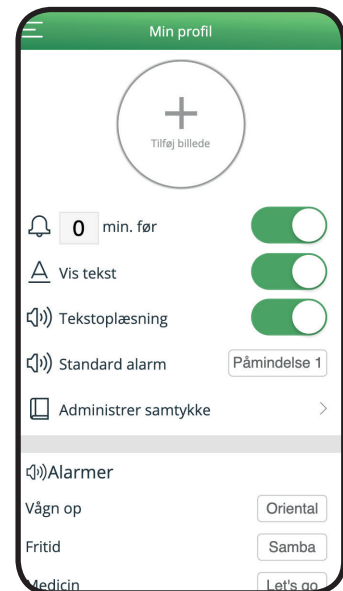 Min profil
Tilføj billede
0 min. før
Vis tekst
Tekstoplæsning
Standard alarm Påmindelse 1
Administrer samtykke
Alarmer
Vågn op Oriental
Fritid Samba
Medicin Let's go